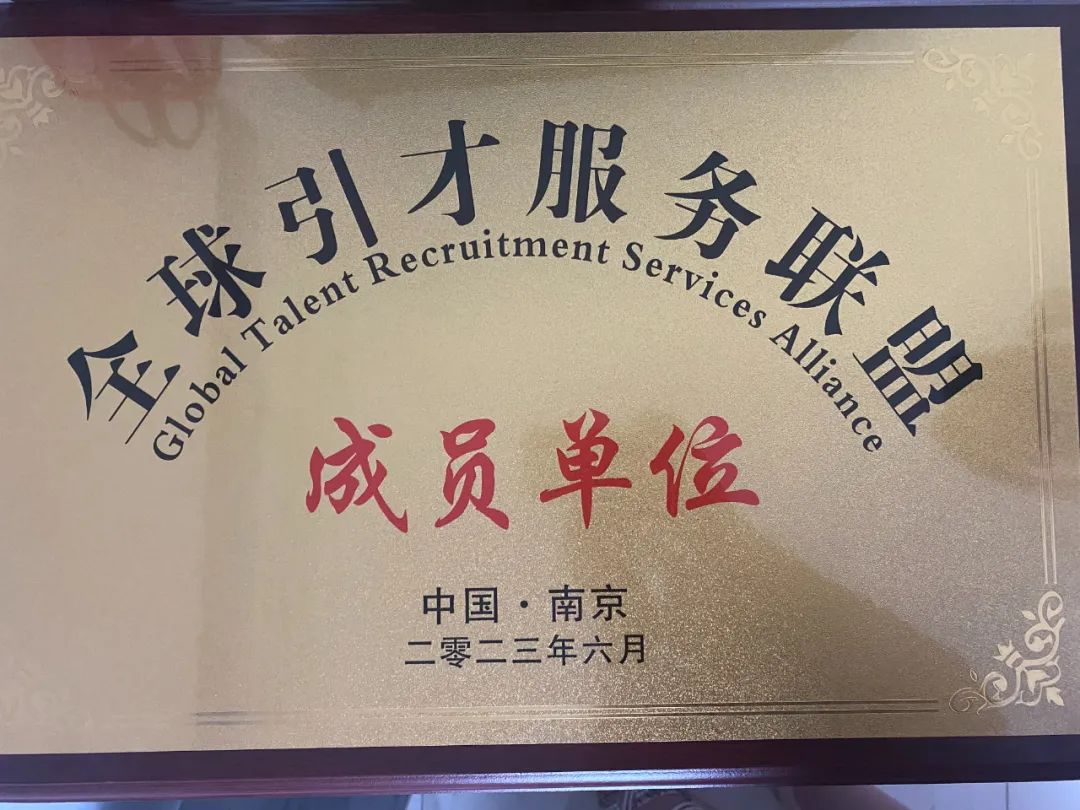 全球引才服务联盟
Global Talent Recruitment Services Alliance
成员单位
中国·南京
二零二三年六月